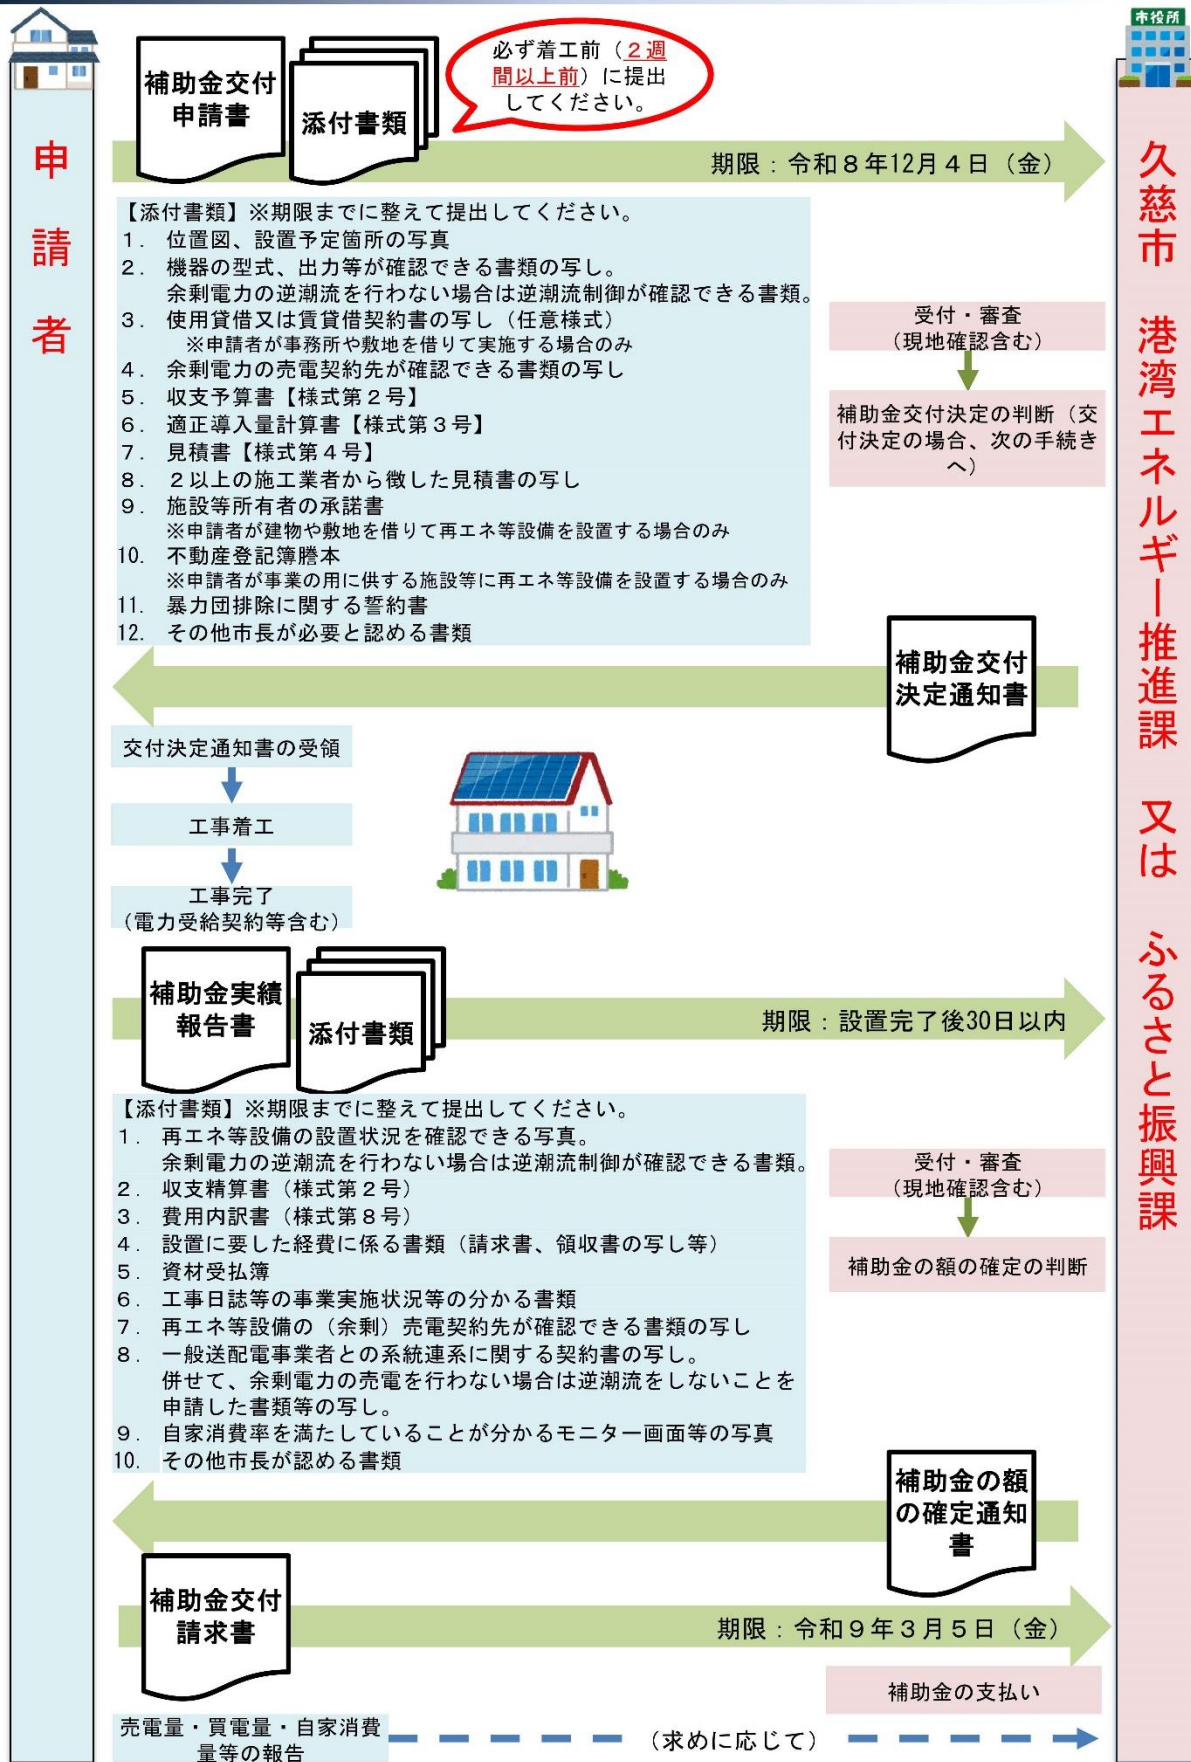 市役所
必ず着工前（２週
間以上前）に提出
してください。
補助金交付
申請書
添付書類
期限：令和８年12月４日（金）
申請者
久慈市　港湾エネルギー推進課　又は　ふるさと振興課
【添付書類】※期限までに整えて提出してください。
１． 位置図、設置予定箇所の写真
２． 機器の型式、出力等が確認できる書類の写し。
余剰電力の逆潮流を行わない場合は逆潮流制御が確認できる書類。
３． 使用貸借又は賃貸借契約書の写し（任意様式）
※申請者が事務所や敷地を借りて実施する場合のみ
４． 余剰電力の売電契約先が確認できる書類の写し
５． 収支予算書【様式第２号】
６． 適正導入量計算書【様式第３号】
７． 見積書【様式第４号】
８． ２以上の施工業者から徴した見積書の写し
９． 施設等所有者の承諾書
※申請者が建物や敷地を借りて再エネ等設備を設置する場合のみ
10. 不動産登記簿謄本
※申請者が事業の用に供する施設等に再エネ等設備を設置する場合のみ
11. 暴力団排除に関する誓約書
12. その他市長が必要と認める書類
受付・審査
（現地確認含む）
補助金交付決定の判断（交
付決定の場合、次の手続き
へ）
補助金交付
決定通知書
交付決定通知書の受領
工事着工
工事完了
（電力受給契約等含む）
補助金実績
報告書
添付書類
期限：設置完了後30日以内
【添付書類】※期限までに整えて提出してください。
１． 再エネ等設備の設置状況を確認できる写真。
余剰電力の逆潮流を行わない場合は逆潮流制御が確認できる書類。
２． 収支精算書（様式第２号）
３． 費用内訳書（様式第８号）
４． 設置に要した経費に係る書類（請求書、領収書の写し等）
５． 資材受払簿
６． 工事日誌等の事業実施状況等の分かる書類
７． 再エネ等設備の（余剰）売電契約先が確認できる書類の写し
８． 一般送配電事業者との系統連系に関する契約書の写し。
併せて、余剰電力の売電を行わない場合は逆潮流をしないことを
申請した書類等の写し。
９． 自家消費率を満たしていることが分かるモニター画面等の写真
10. その他市長が認める書類
受付・審査
（現地確認含む）
補助金の額の確定の判断
補助金の額
の確定通知
書
補助金交付
請求書
期限：令和９年３月５日（金）
補助金の支払い
売電量・買電量・自家消費
量等の報告
（求めに応じて）